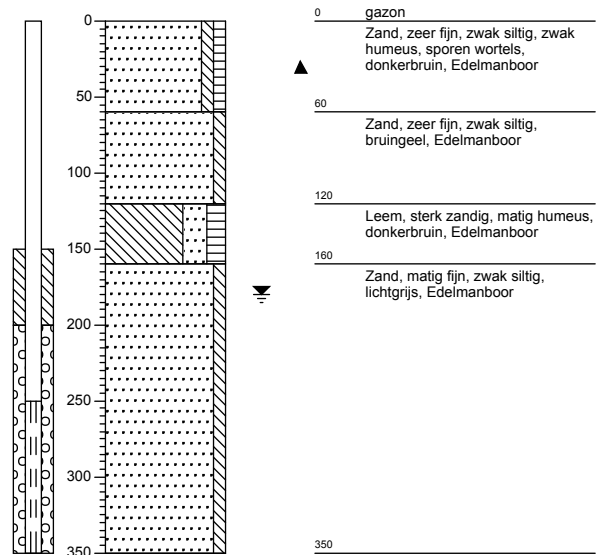 0
50
100
150
200
250
300
350
0 gazon
Zand, zeer fijn, zwak siltig, zwak
humeus, sporen wortels,
donkerbruin, Edelmanboor
60
Zand, zeer fijn, zwak siltig,
bruingeel, Edelmanboor
120
Leem, sterk zandig, matig humeus,
donkerbruin, Edelmanboor
160
Zand, matig fijn, zwak siltig,
lichtgrijs, Edelmanboor
350